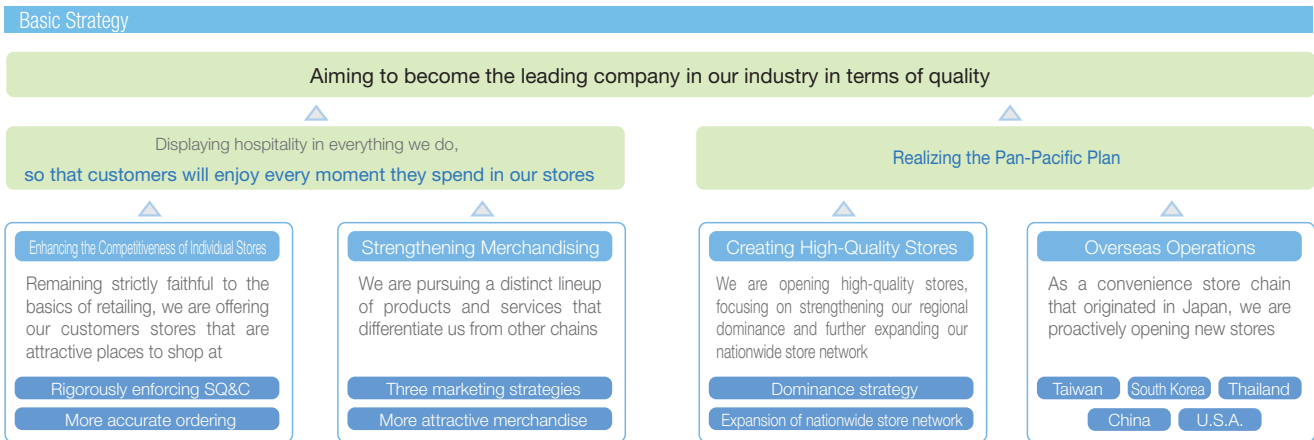 Basic Strategy
Aiming to become the leading company in our industry in terms of quality
Displaying hospitality in everything we do,
so that customers will enjoy every moment they spend in our stores
Realizing the Pan-Pacific Plan
Enhancing the Competitiveness of Individual Stores
Remaining strictly faithful to the
basics of retailing, we are offering
our customers stores that are
attractive places to shop at
Rigorously enforcing SQ&C
More accurate ordering
Strengthening Merchandising
We are pursuing a distinct lineup
of products and services that
differentiate us from other chains
Three marketing strategies
More attractive merchandise
Creating High-Quality Stores
We are opening high-quality stores,
focusing on strengthening our regional
dominance and further expanding our
nationwide store network
Dominance strategy
Expansion of nationwide store network
Overseas Operations
As a convenience store chain
that originated in Japan, we are
proactively opening new stores
Taiwan South Korea Thailand
China U.S.A.